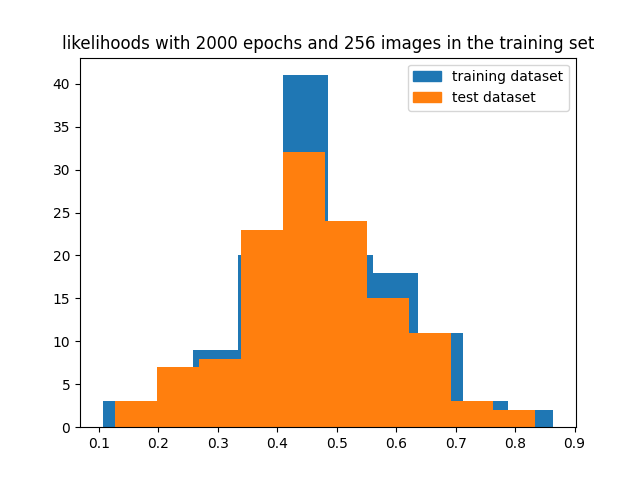 likelihoods with 2000 epochs and 256 images in the training set
training dataset
test dataset
40
35
30
25
20
15
10
5
0
0.1 0.2 0.3 0.4 0.5 0.6 0.7 0.8 0.9